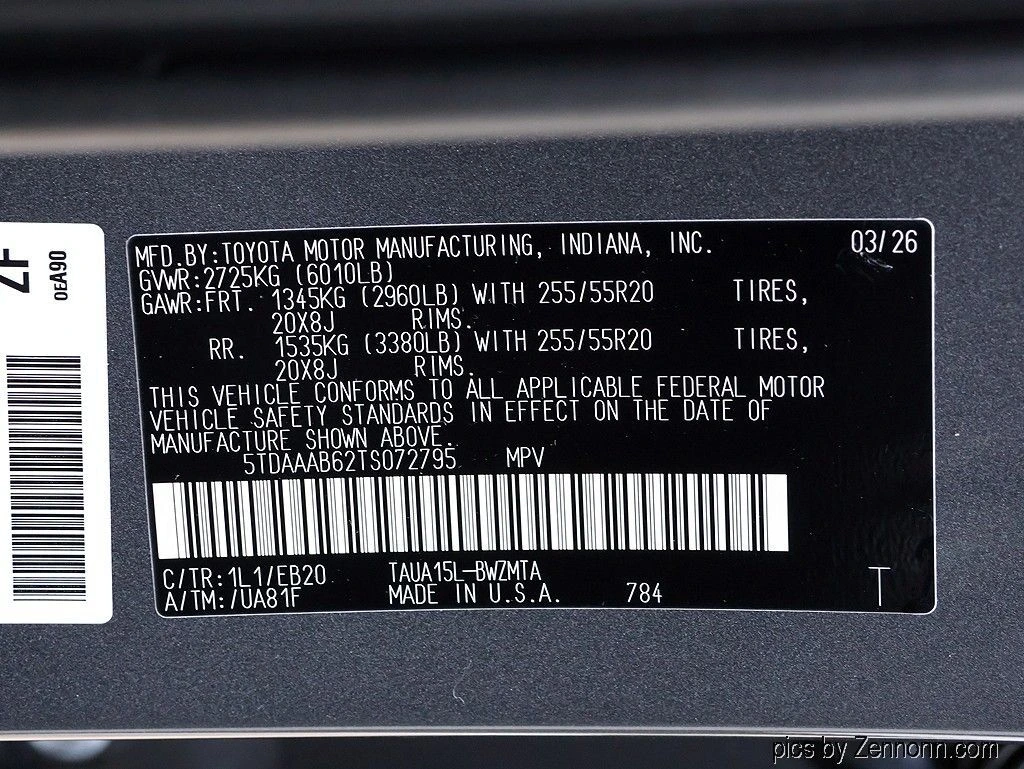 ZF
0EA90
MFD.BY:TOYOTA MOTOR MANUFACTURING, INDIANA, INC. 03/26
GVWR:2725KG (6010LB)
GAWR:FRT. 1345KG (2960LB) WITH 255/55R20 TIRES,
20X8J RIMS.
RR. 1535KG (3380LB) WITH 255/55R20 TIRES,
20X8J RIMS.
THIS VEHICLE CONFORMS TO ALL APPLICABLE FEDERAL MOTOR
VEHICLE SAFETY STANDARDS IN EFFECT ON THE DATE OF
MANUFACTURE SHOWN ABOVE.
5TDAAAB62TS072795 MPV
C/TR:1L1/EB20 TAUA15L-BWZMTA
A/TM:/UA81F MADE IN U.S.A. 784 T
pics by Zennonn.com